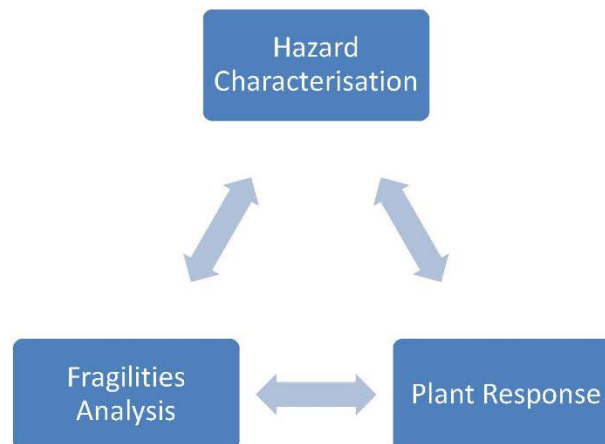 Hazard
Characterisation
Fragilities
Analysis
Plant Response